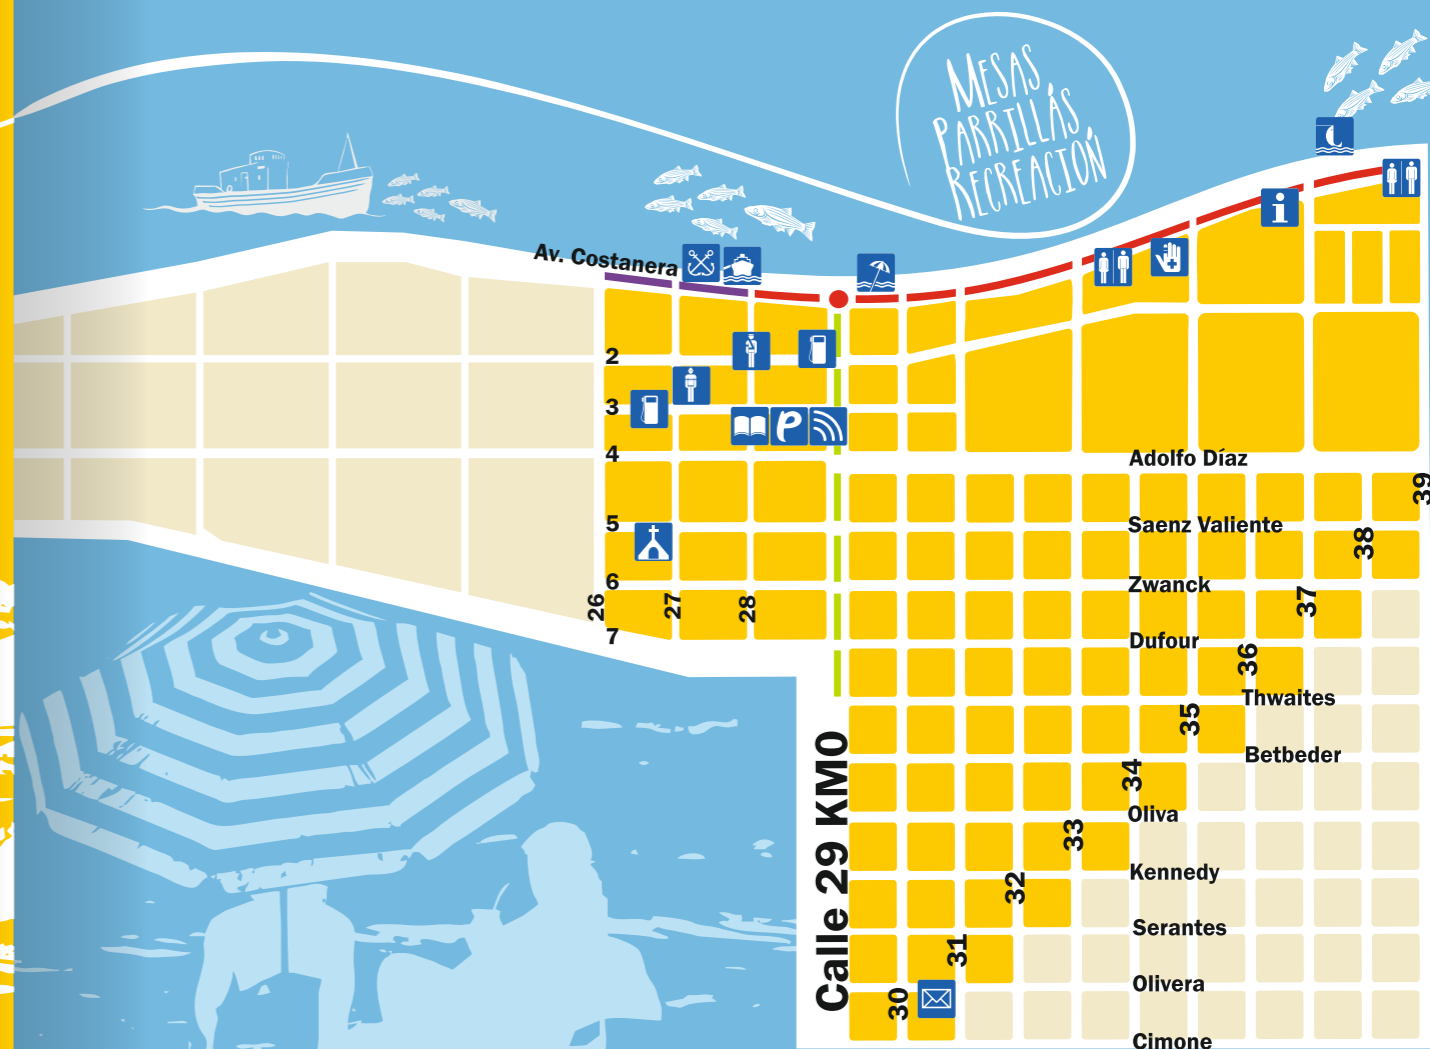 MESAS
PARRILLÁS
RECREACIÓN
Av. Costanera
i
2
3
e
4
Adolfo Díaz
39
5
Saenz Valiente
38
6
Zwanck
26
27
28
37
7
Dufour
36
Thwaites
35
Betbeder
34
Oliva
33
Kennedy
32
Serantes
31
Olivera
30
Calle 29 KM0
Cimone